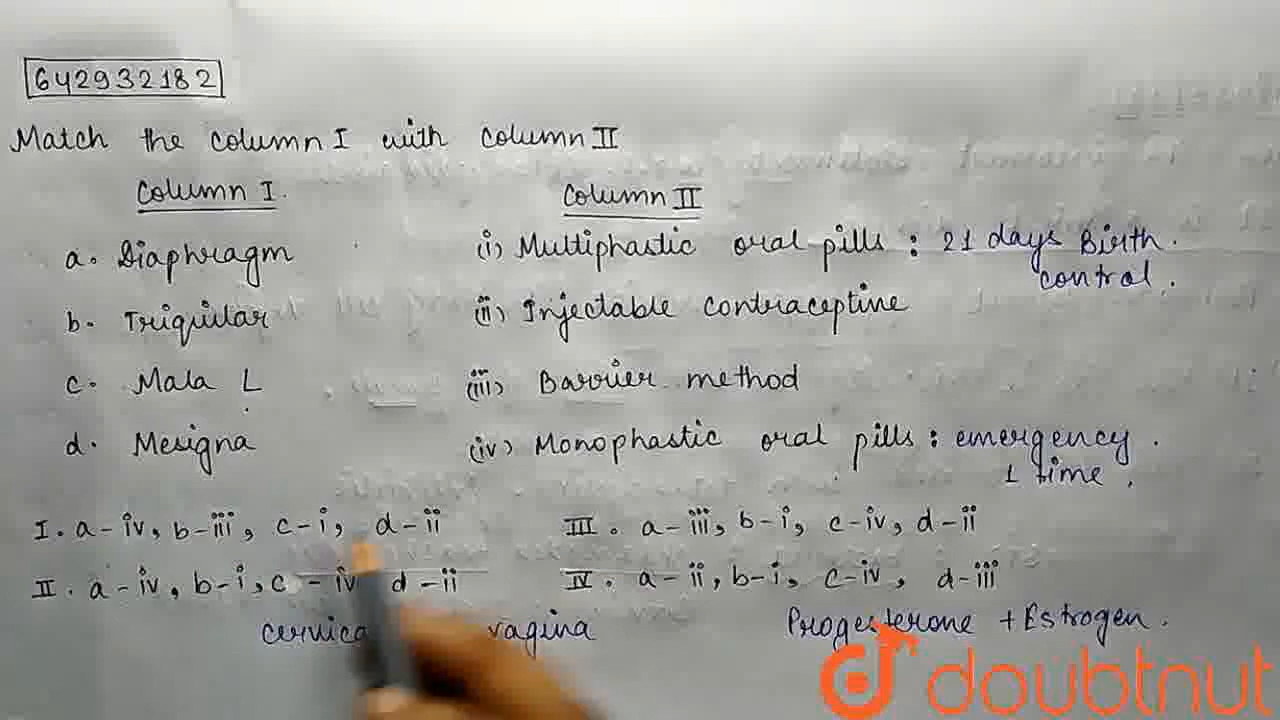 642932182
Match the column I with column II
Column I. Column II
a. Diaphragm (i) Multiphastic oral pills : 21 days Birth.
control.
b. Triquilar (ii) Injectable contraceptine
c. Mala L (iii) Barrier method
d. Mesigna (iv) Monophastic oral pills : emergency.
1 time.
I. a-iv, b-iii, c-i, d-ii III. a-iii, b-i, c-iv, d-ii
II. a-iv, b-i, c-iv d-ii IV. a-ii, b-i, c-iv, d-iii
vagina Progesterone + Estrogen.
doubtnut